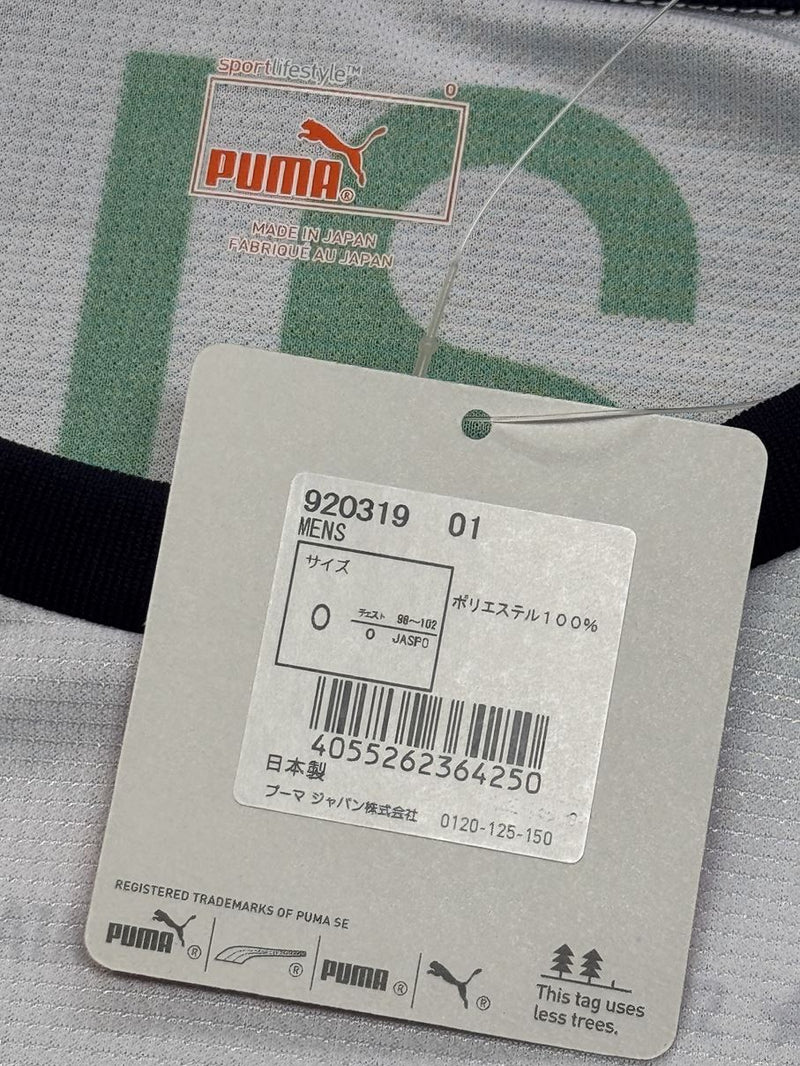 sportlifestyle™
O
PUMA®
MADE IN JAPAN
FABRIQUÉ AU JAPAN
920319 01
MENS
サイズ
O
チェスト 98～102
O JASPO
ポリエステル100%
4055262364250
日本製
プーマ ジャパン株式会社 0120-125-150
REGISTERED TRADEMARKS OF PUMA SE
PUMA® ® PUMA® ®
This tag uses
less trees.